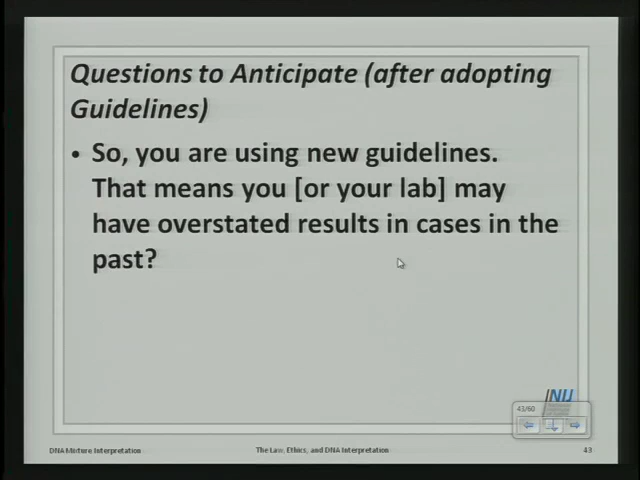 Questions to Anticipate (after adopting
Guidelines)
• So, you are using new guidelines.
That means you [or your lab] may
have overstated results in cases in the
past?
NIJ
43/60
DNA Mixture Interpretation
The Law, Ethics, and DNA Interpretation
43